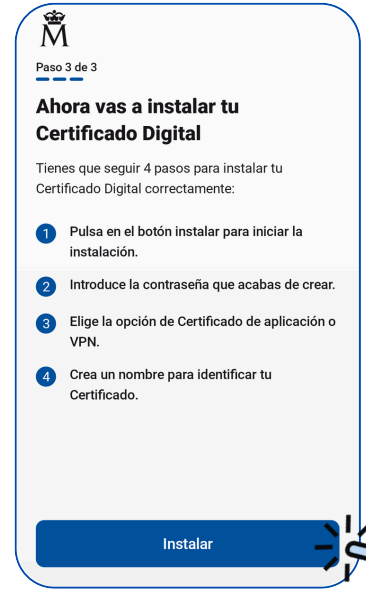 M
Paso 3 de 3
Ahora vas a instalar tu
Certificado Digital
Tienes que seguir 4 pasos para instalar tu
Certificado Digital correctamente:
1 Pulsa en el botón instalar para iniciar la
instalación.
2 Introduce la contraseña que acabas de crear.
3 Elige la opción de Certificado de aplicación o
VPN.
4 Crea un nombre para identificar tu
Certificado.
Instalar